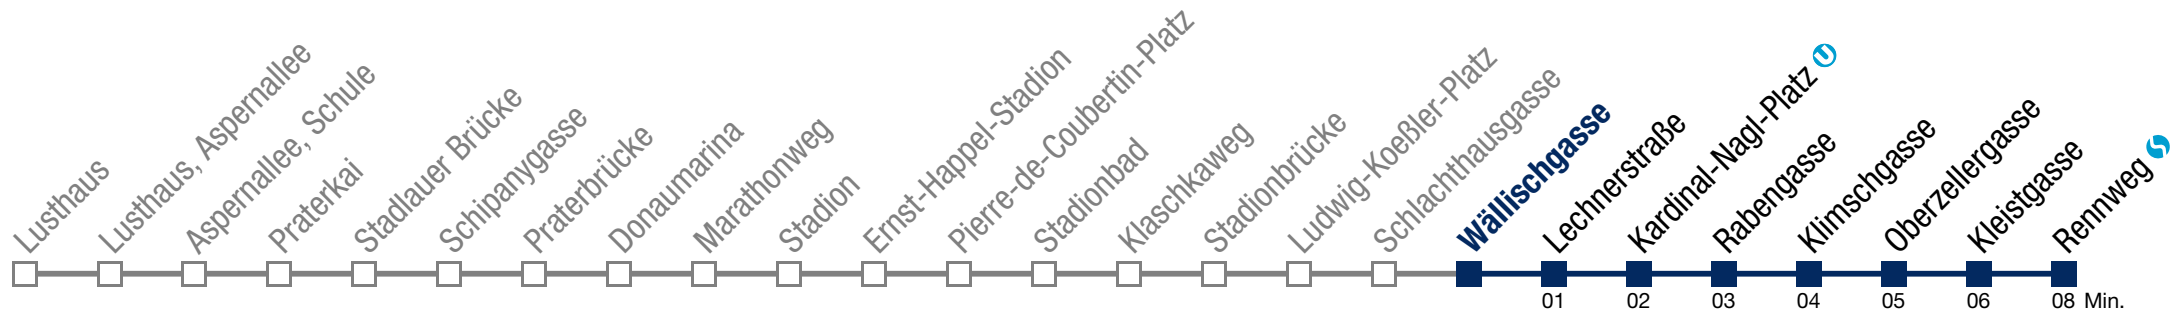 Lusthaus
Lusthaus, Aspernallee
Aspernallee, Schule
Praterkai
Stadlauer Brücke
Schipanygasse
Praterbrücke
Donaumarina
Marathonweg
Stadion
Ernst-Happel-Stadion
Pierre-de-Coubertin-Platz
Stadionbad
Klaschkaweg
Stadionbrücke
Ludwig-Koeßler-Platz
Schlachthausgasse
Wällischgasse
Lechnerstraße
Kardinal-Nagl-Platz U
Rabengasse
Klimschgasse
Oberzellergasse
Kleistgasse
Rennweg S
01 02 03 04 05 06 08 Min.